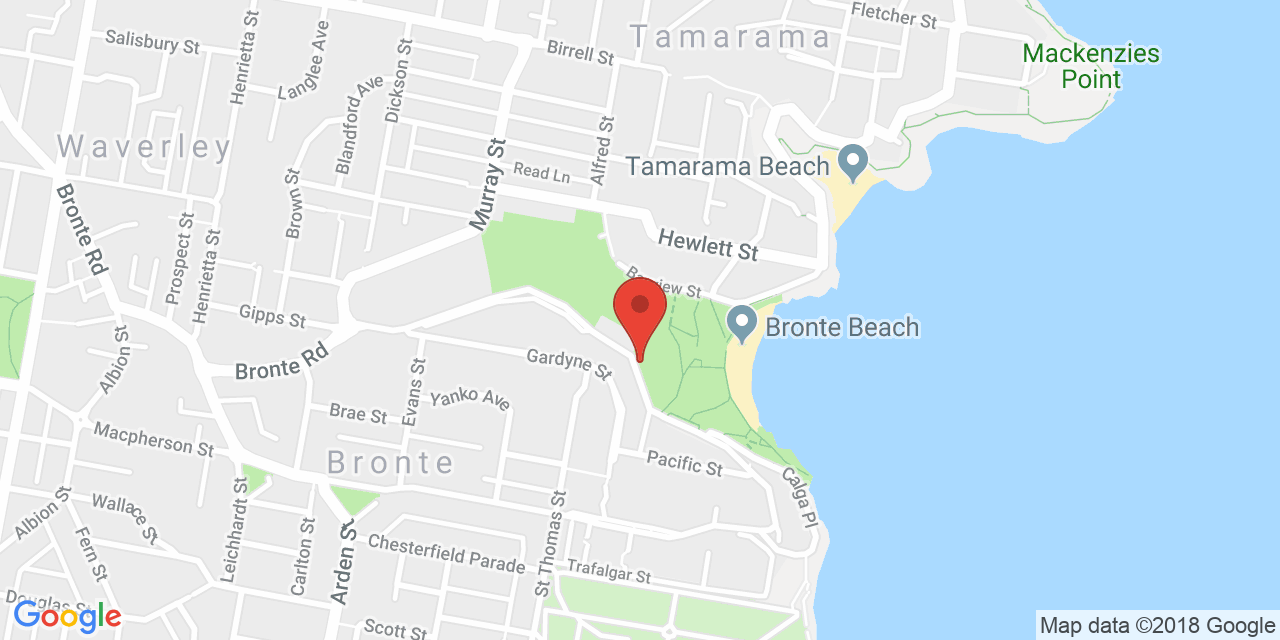 Fletcher St
Tamarama
Salisbury St
Henrietta St
Langlee Ave
Birrell St
Mackenzies
Point
Dickson St
Blandford Ave
Waverley
Murray St
Alfred St
Read Ln
Tamarama Beach
Brown St
Bronte Rd
Prospect St
Henrietta St
Hewlett St
Gipps St
Bronte Beach
Albion St
Bronte Rd
Gardyne St
Evans St
Yanko Ave
Brae St
Macpherson St
Bronte
Pacific St
Calga Pl
Albion St
Wallace St
Fern St
Leichhardt St
Carlton St
Arden St
St Thomas St
Chesterfield Parade
Trafalgar St
Douglas St
Scott St
Google
Map data ©2018 Google